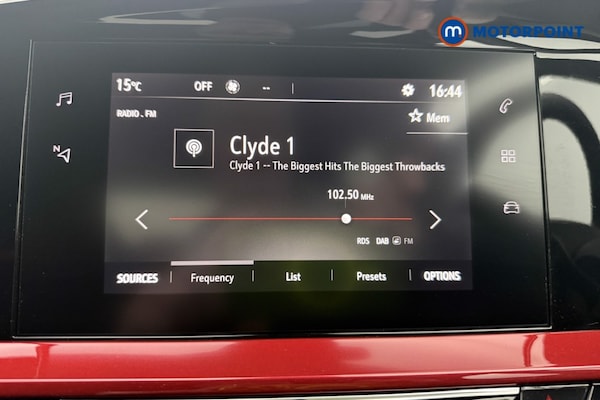 MOTORPOINT
15°C OFF -- 16:44
RADIO . FM
Mem
Clyde 1
Clyde 1 -- The Biggest Hits The Biggest Throwbacks
N
102.50 MHz
RDS DAB FM
SOURCES Frequency List Presets OPTIONS